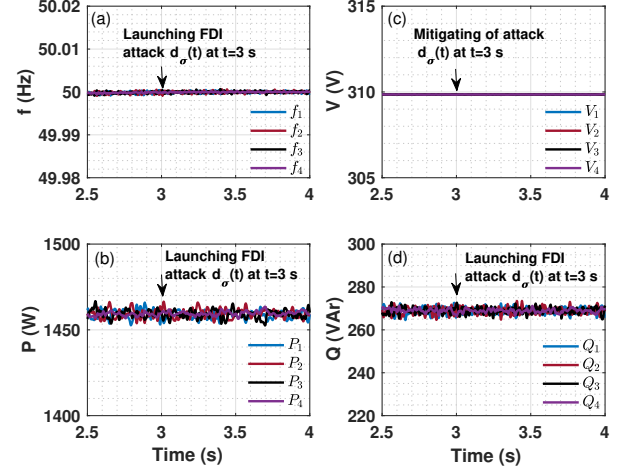 (a)
50.02
50.01
50
49.99
49.98
f (Hz)
Launching FDI
attack d_σ(t) at t=3 s
f₁
f₂
f₃
f₄
2.5 3 3.5 4
(c)
315
310
305
V (V)
Mitigating of attack
d_σ(t) at t=3 s
V₁
V₂
V₃
V₄
2.5 3 3.5 4
(b)
1500
1450
1400
P (W)
Launching FDI
attack d_σ(t) at t=3 s
P₁
P₂
P₃
P₄
2.5 3 3.5 4
Time (s)
(d)
300
280
260
240
220
Q (VAr)
Launching FDI
attack d_σ(t) at t=3 s
Q₁
Q₂
Q₃
Q₄
2.5 3 3.5 4
Time (s)